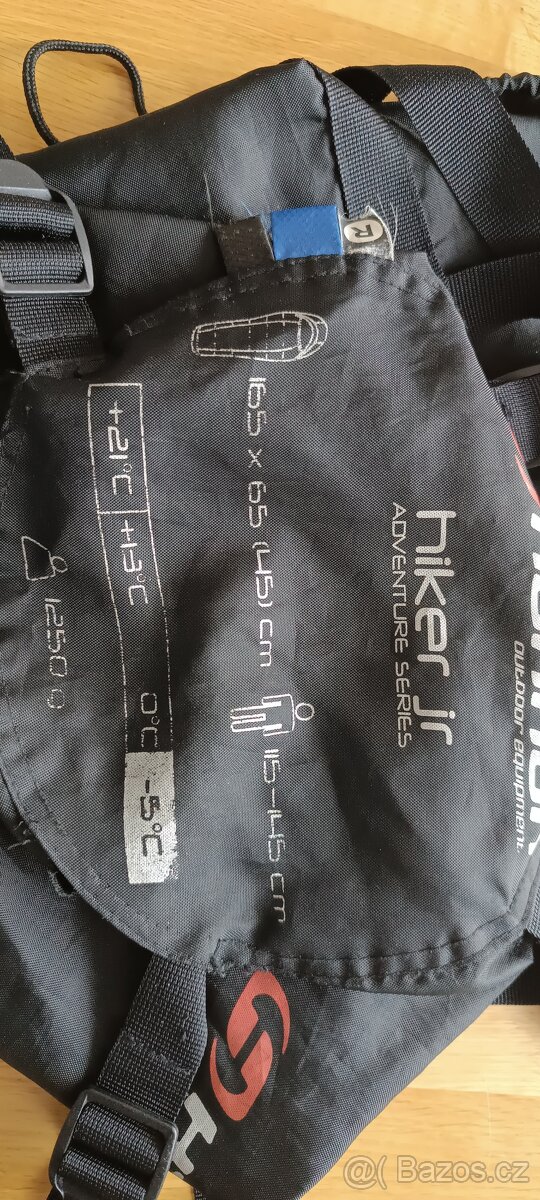 R
hiker jr
ADVENTURE SERIES
outdoor equipment
165 x 65 (45) cm
115-145 cm
+21°C
+13°C
0°C
-5°C
1250 g
H
© Bazos.cz